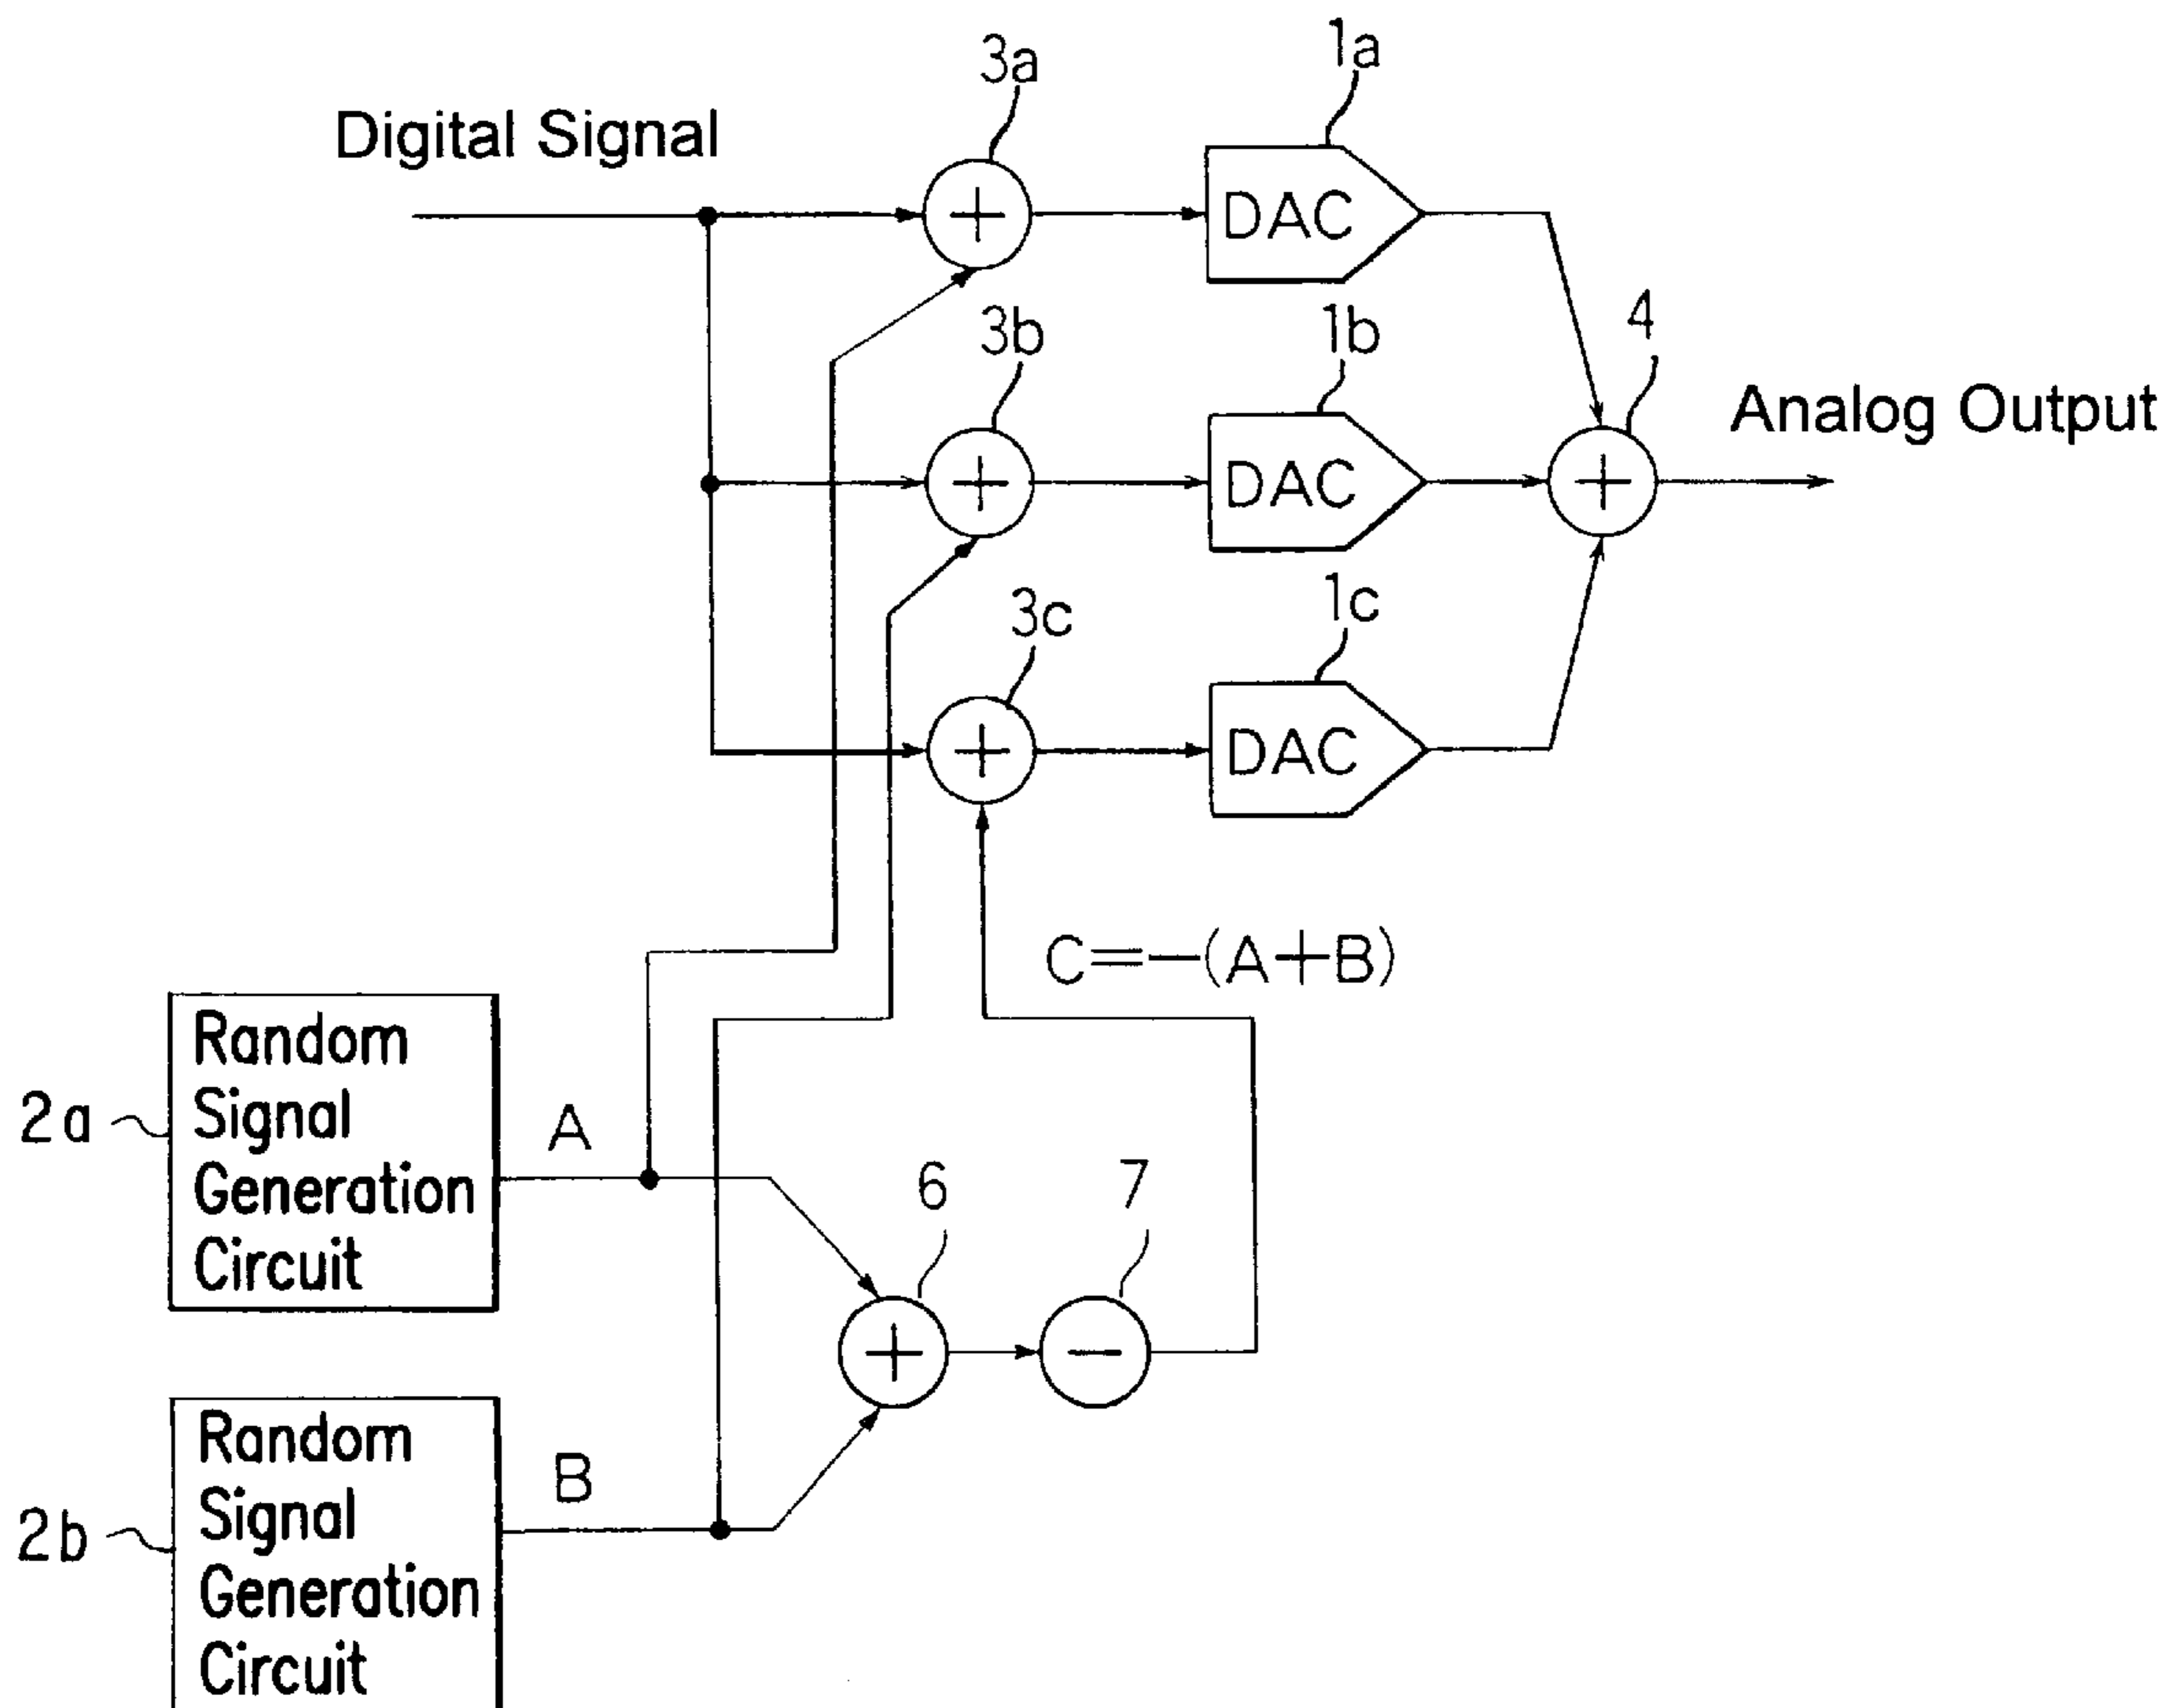 3a
1a
Digital Signal
+
DAC
3b
1b
4
Analog Output
+
DAC
+
3c
1c
+
DAC
C=-(A+B)
Random
Signal
Generation
Circuit
2a
A
6
7
+
-
Random
Signal
Generation
Circuit
2b
B